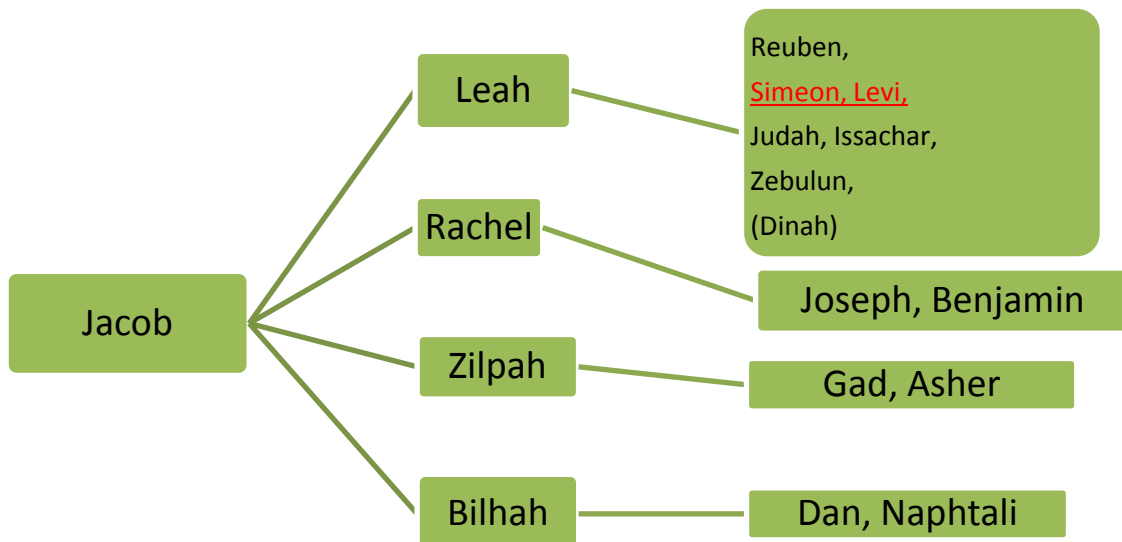 Jacob
Leah
Reuben,
Simeon, Levi,
Judah, Issachar,
Zebulun,
(Dinah)
Rachel
Joseph, Benjamin
Zilpah
Gad, Asher
Bilhah
Dan, Naphtali